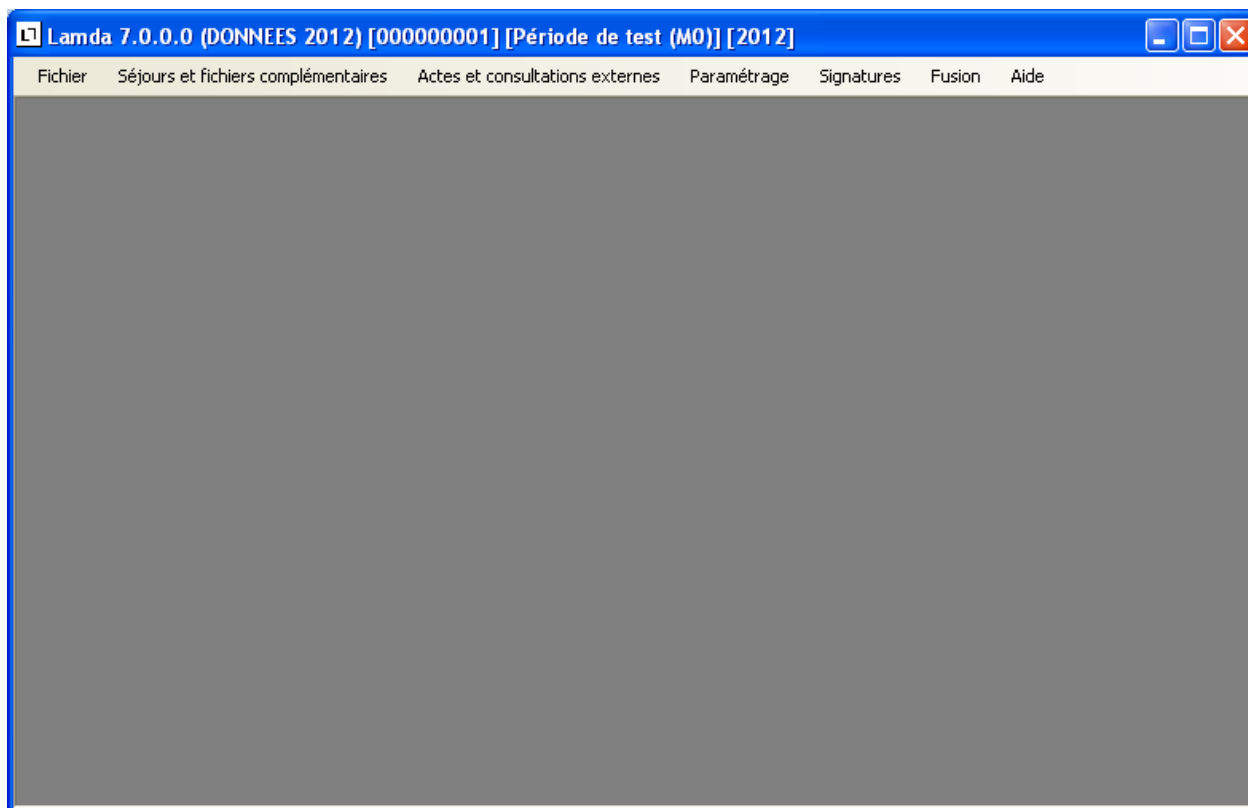 Lamda 7.0.0.0 (DONNEES 2012) [000000001] [Période de test (M0)] [2012]
Fichier Séjours et fichiers complémentaires Actes et consultations externes Paramétrage Signatures Fusion Aide